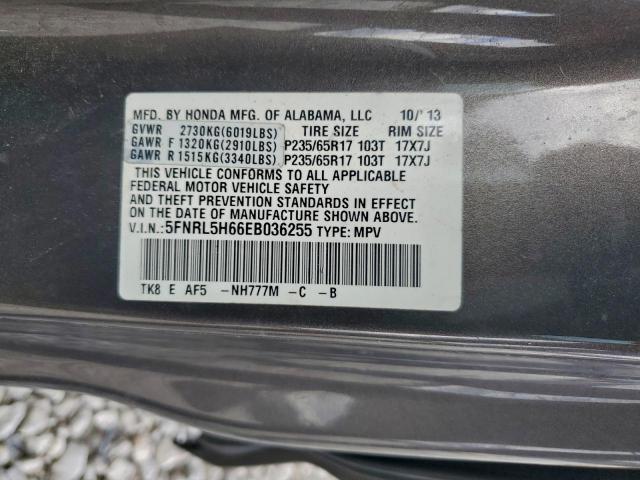 MFD. BY HONDA MFG. OF ALABAMA, LLC 10/'13
GVWR 2730KG(6019LBS) TIRE SIZE RIM SIZE
GAWR F 1320KG(2910LBS) P235/65R17 103T 17X7J
GAWR R 1515KG(3340LBS) P235/65R17 103T 17X7J
THIS VEHICLE CONFORMS TO ALL APPLICABLE
FEDERAL MOTOR VEHICLE SAFETY
AND THEFT PREVENTION STANDARDS IN EFFECT
ON THE DATE OF MANUFACTURE SHOWN ABOVE.
V.I.N.: 5FNRL5H66EB036255 TYPE: MPV
TK8 E AF5 -NH777M -C -B